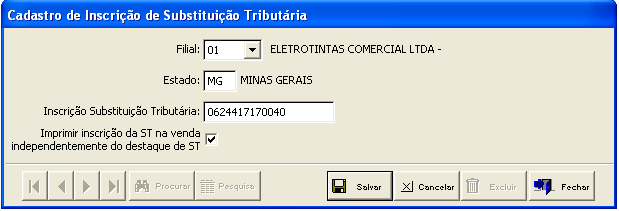 Cadastro de Inscrição de Substituição Tributária
Filial: 01 ELETROTINTAS COMERCIAL LTDA -
Estado: MG MINAS GERAIS
Inscrição Substituição Tributária: 0624417170040
Imprimir inscrição da ST na venda
independentemente do destaque de ST
Procurar Pesquisa Salvar Cancelar Excluir Fechar